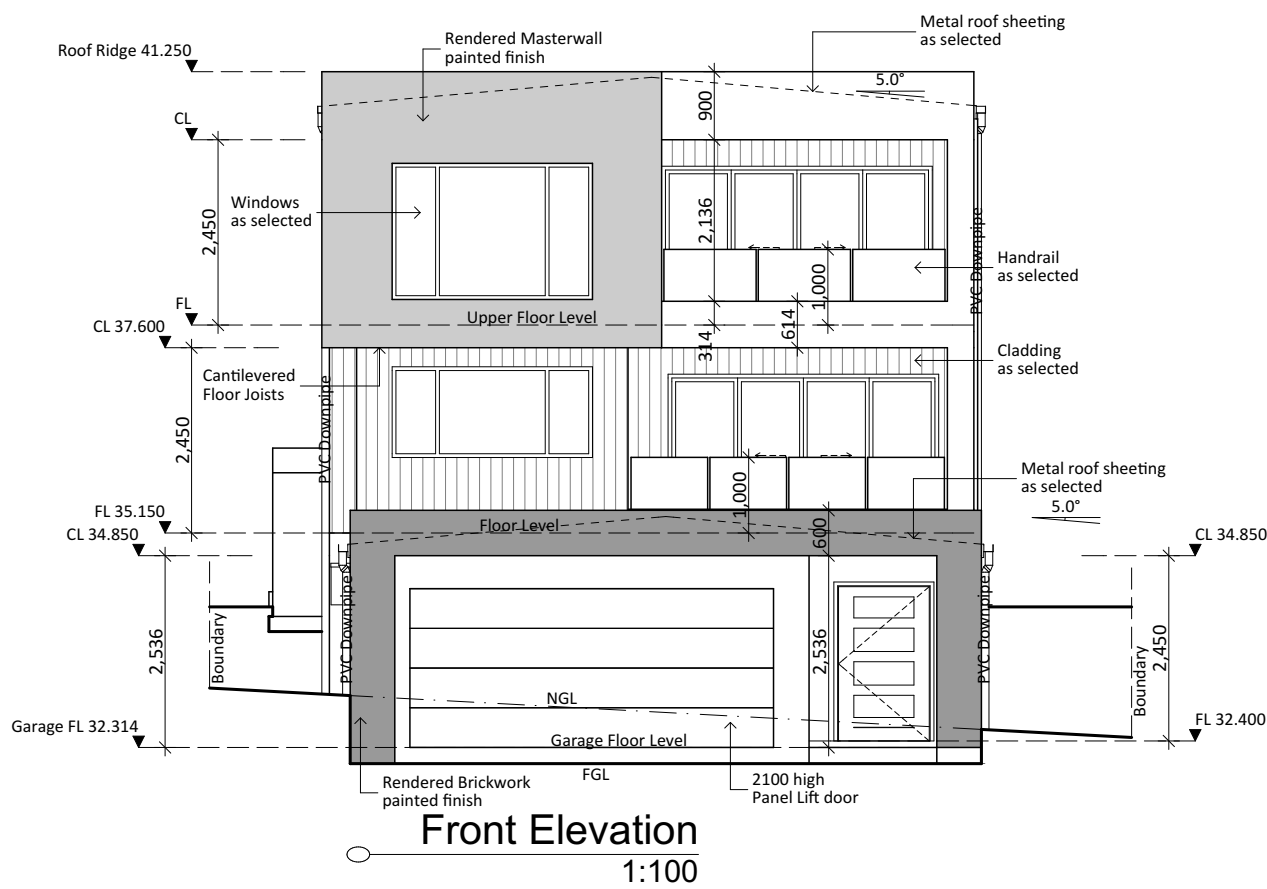 Metal roof sheeting
as selected
Rendered Masterwall
painted finish
Roof Ridge 41.250
5.0°
900
CL
Windows
as selected
2,450
2,136
PVC Downpipe
Handrail
as selected
1,000
FL
Upper Floor Level
CL 37.600
314
614
Cladding
as selected
Cantilevered
Floor Joists
PVC Downpipe
2,450
Metal roof sheeting
as selected
1,000
5.0°
FL 35.150
Floor Level
CL 34.850
600
CL 34.850
Boundary
2,536
PVC Downpipe
2,536
PVC Downpipe
2,450
Boundary
NGL
Garage FL 32.314
Garage Floor Level
FL 32.400
FGL
Rendered Brickwork
painted finish
2100 high
Panel Lift door
Front Elevation
1:100